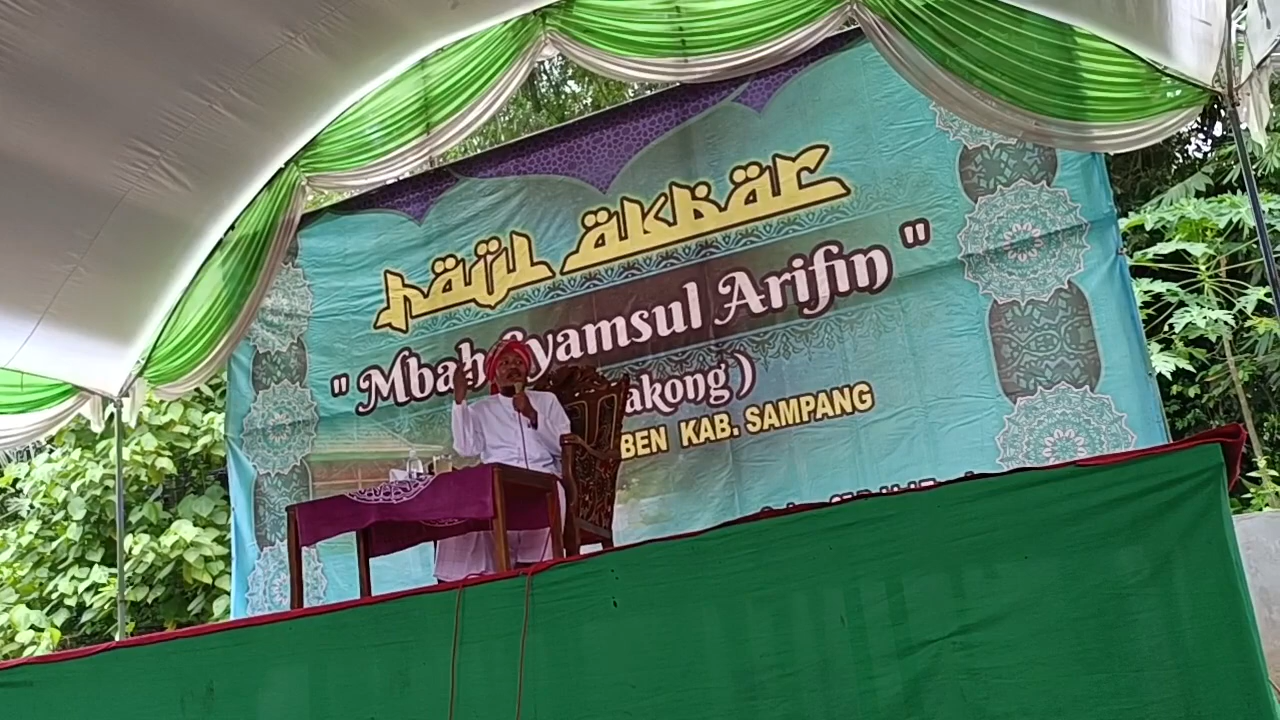 haul akbar
" Mbah Syamsul Arifin "
akong )
BEN KAB. SAMPANG